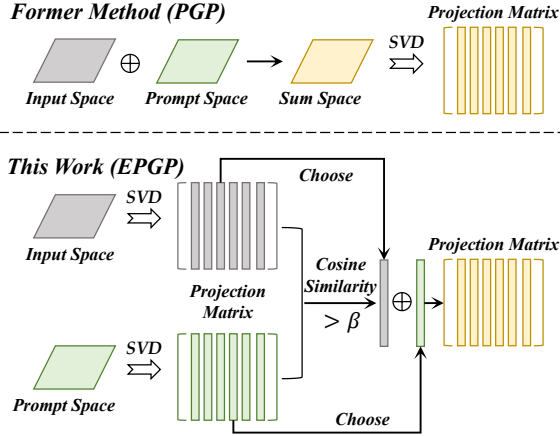 Former Method (PGP)
Projection Matrix
SVD
Input Space
Prompt Space
Sum Space
This Work (EPGP)
SVD
Choose
Input Space
Projection Matrix
Cosine
Similarity
Projection
Matrix
> β
SVD
Prompt Space
Choose